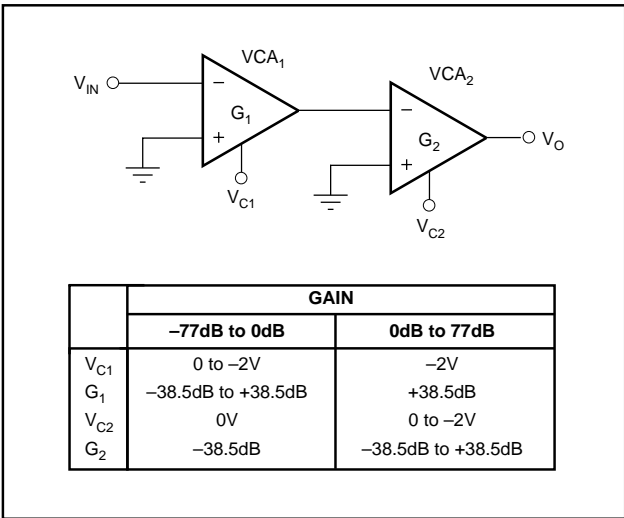 VCA1
VCA2
VIN
–
G1
+
VC1
–
G2
+
VC2
VO
GAIN
–77dB to 0dB 0dB to 77dB
VC1 0 to –2V –2V
G1 –38.5dB to +38.5dB +38.5dB
VC2 0V 0 to –2V
G2 –38.5dB –38.5dB to +38.5dB